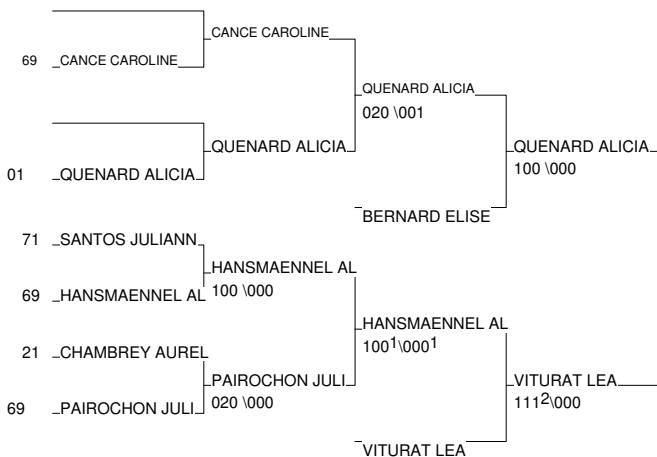 CANCE CAROLINE
69 CANCE CAROLINE
QUENARD ALICIA
020 \001
QUENARD ALICIA
QUENARD ALICIA
100 \000
01 QUENARD ALICIA
BERNARD ELISE
71 SANTOS JULIANN
HANSMAENNEL AL
100 \000
69 HANSMAENNEL AL
HANSMAENNEL AL
100¹\000¹
21 CHAMBREY AUREL
PAIROCHON JULI
020 \000
VITURAT LEA
111²\000
69 PAIROCHON JULI
VITURAT LEA